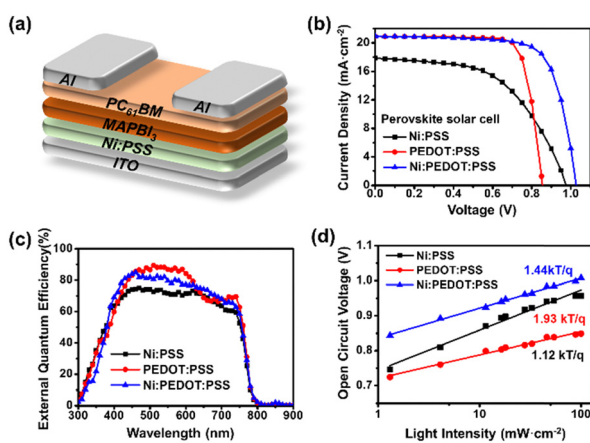 (a)
Al
Al
PC61BM
MAPBI3
Ni:PSS
ITO
(b)
Current Density (mA·cm-2)
24
20
16
12
8
4
0
Perovskite solar cell
Ni:PSS
PEDOT:PSS
Ni:PEDOT:PSS
0.0 0.2 0.4 0.6 0.8 1.0
Voltage (V)
(c)
External Quantum Efficiency(%)
100
80
60
40
20
0
Ni:PSS
PEDOT:PSS
Ni:PEDOT:PSS
300 400 500 600 700 800 900
Wavelength (nm)
(d)
Open Circuit Voltage (V)
1.1
1.0
0.9
0.8
0.7
0.6
Ni:PSS
PEDOT:PSS
Ni:PEDOT:PSS
1.44kT/q
1.93 kT/q
1.12 kT/q
1 10 100
Light Intensity (mW·cm-2)